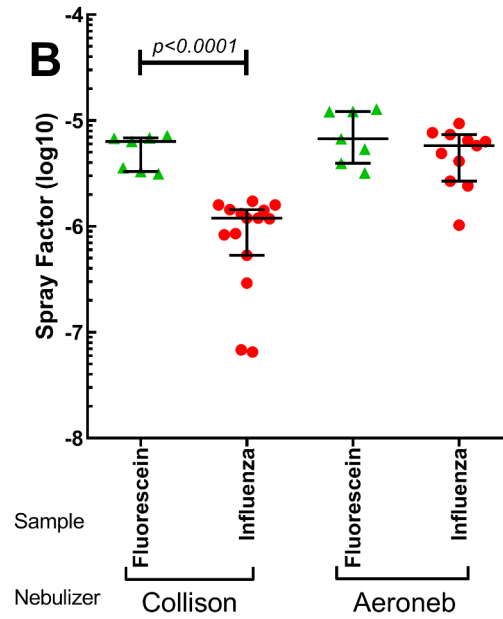 B
p<0.0001
Spray Factor (log10)
-4
-5
-6
-7
-8
Fluorescein
Influenza
Fluorescein
Influenza
Sample
Nebulizer Collison Aeroneb